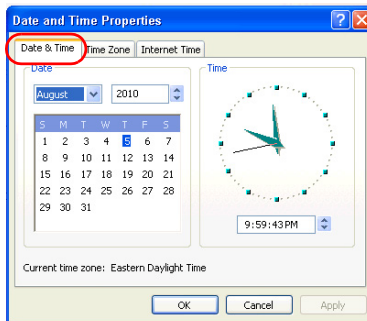 Date and Time Properties
Date & Time Time Zone Internet Time
Date
Time
August 2010
S M T W T F S
1 2 3 4 5 6 7
8 9 10 11 12 13 14
15 16 17 18 19 20 21
22 23 24 25 26 27 28
29 30 31
9:59:43 PM
Current time zone: Eastern Daylight Time
OK Cancel Apply